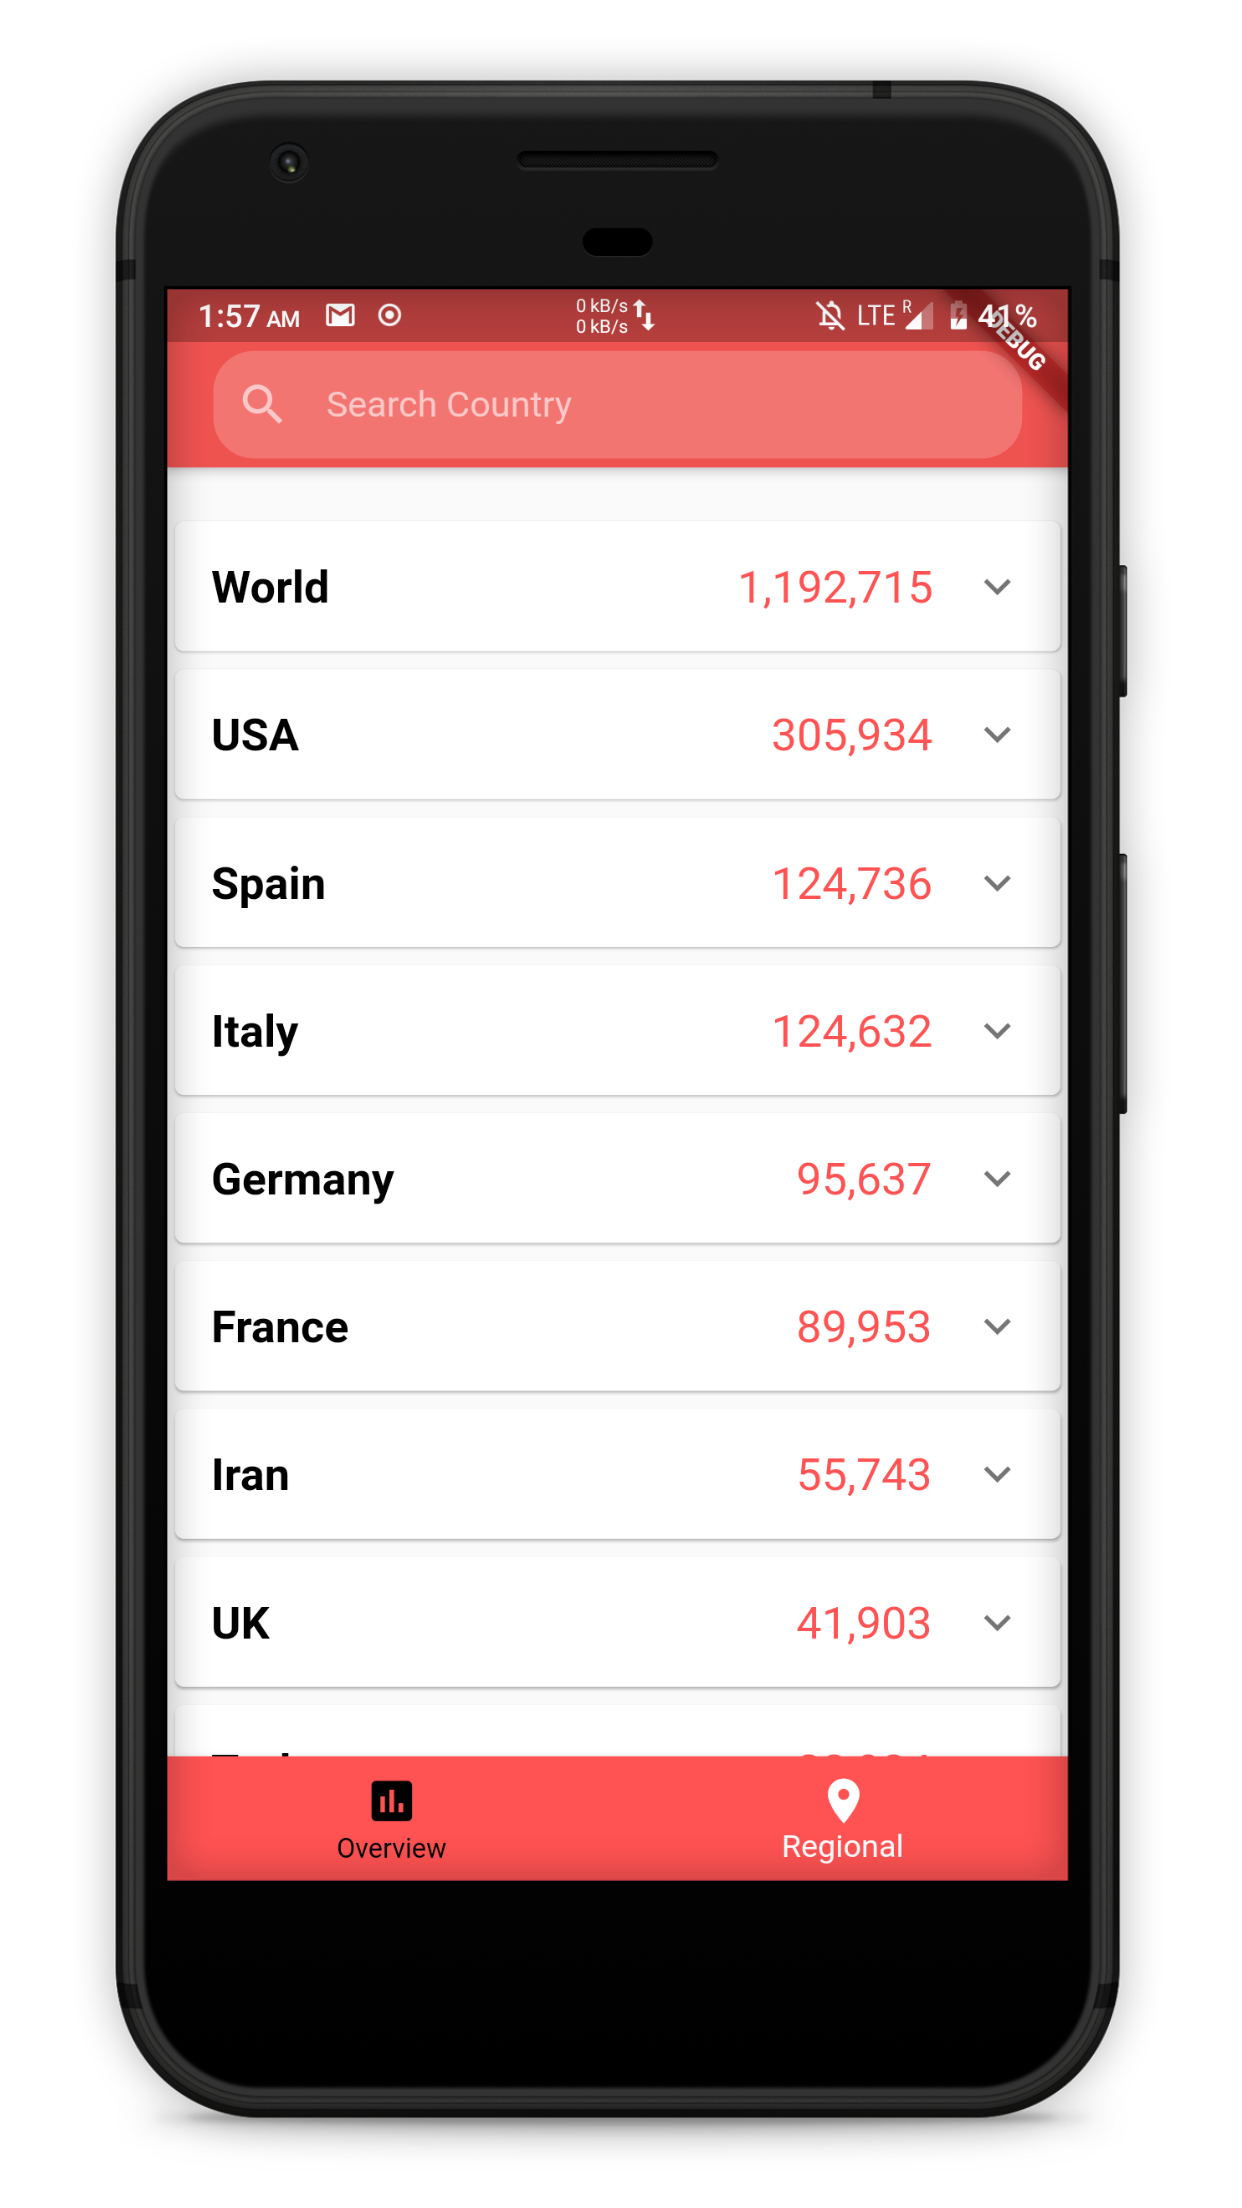 1:57 AM 0 kB/s LTE R 41%
0 kB/s
DEBUG
Search Country
World 1,192,715
USA 305,934
Spain 124,736
Italy 124,632
Germany 95,637
France 89,953
Iran 55,743
UK 41,903
Overview Regional